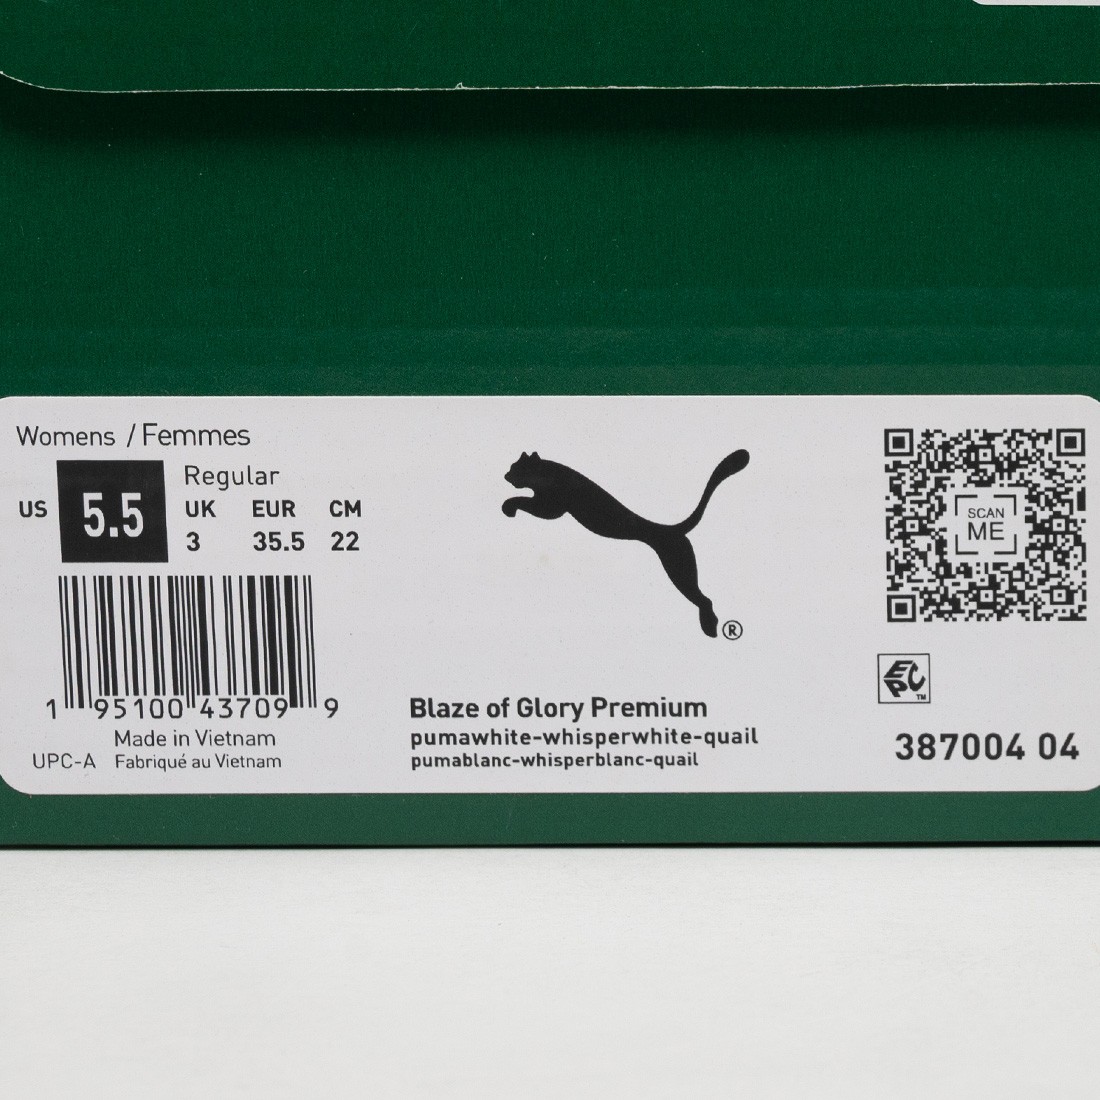 Womens / Femmes
US 5.5
Regular
UK EUR CM
3 35.5 22
1 95100 43709 9
Made in Vietnam
UPC-A Fabriqué au Vietnam
®
Blaze of Glory Premium
pumawhite-whisperwhite-quail
pumablanc-whisperblanc-quail
SCAN
ME
EPC
TM
387004 04